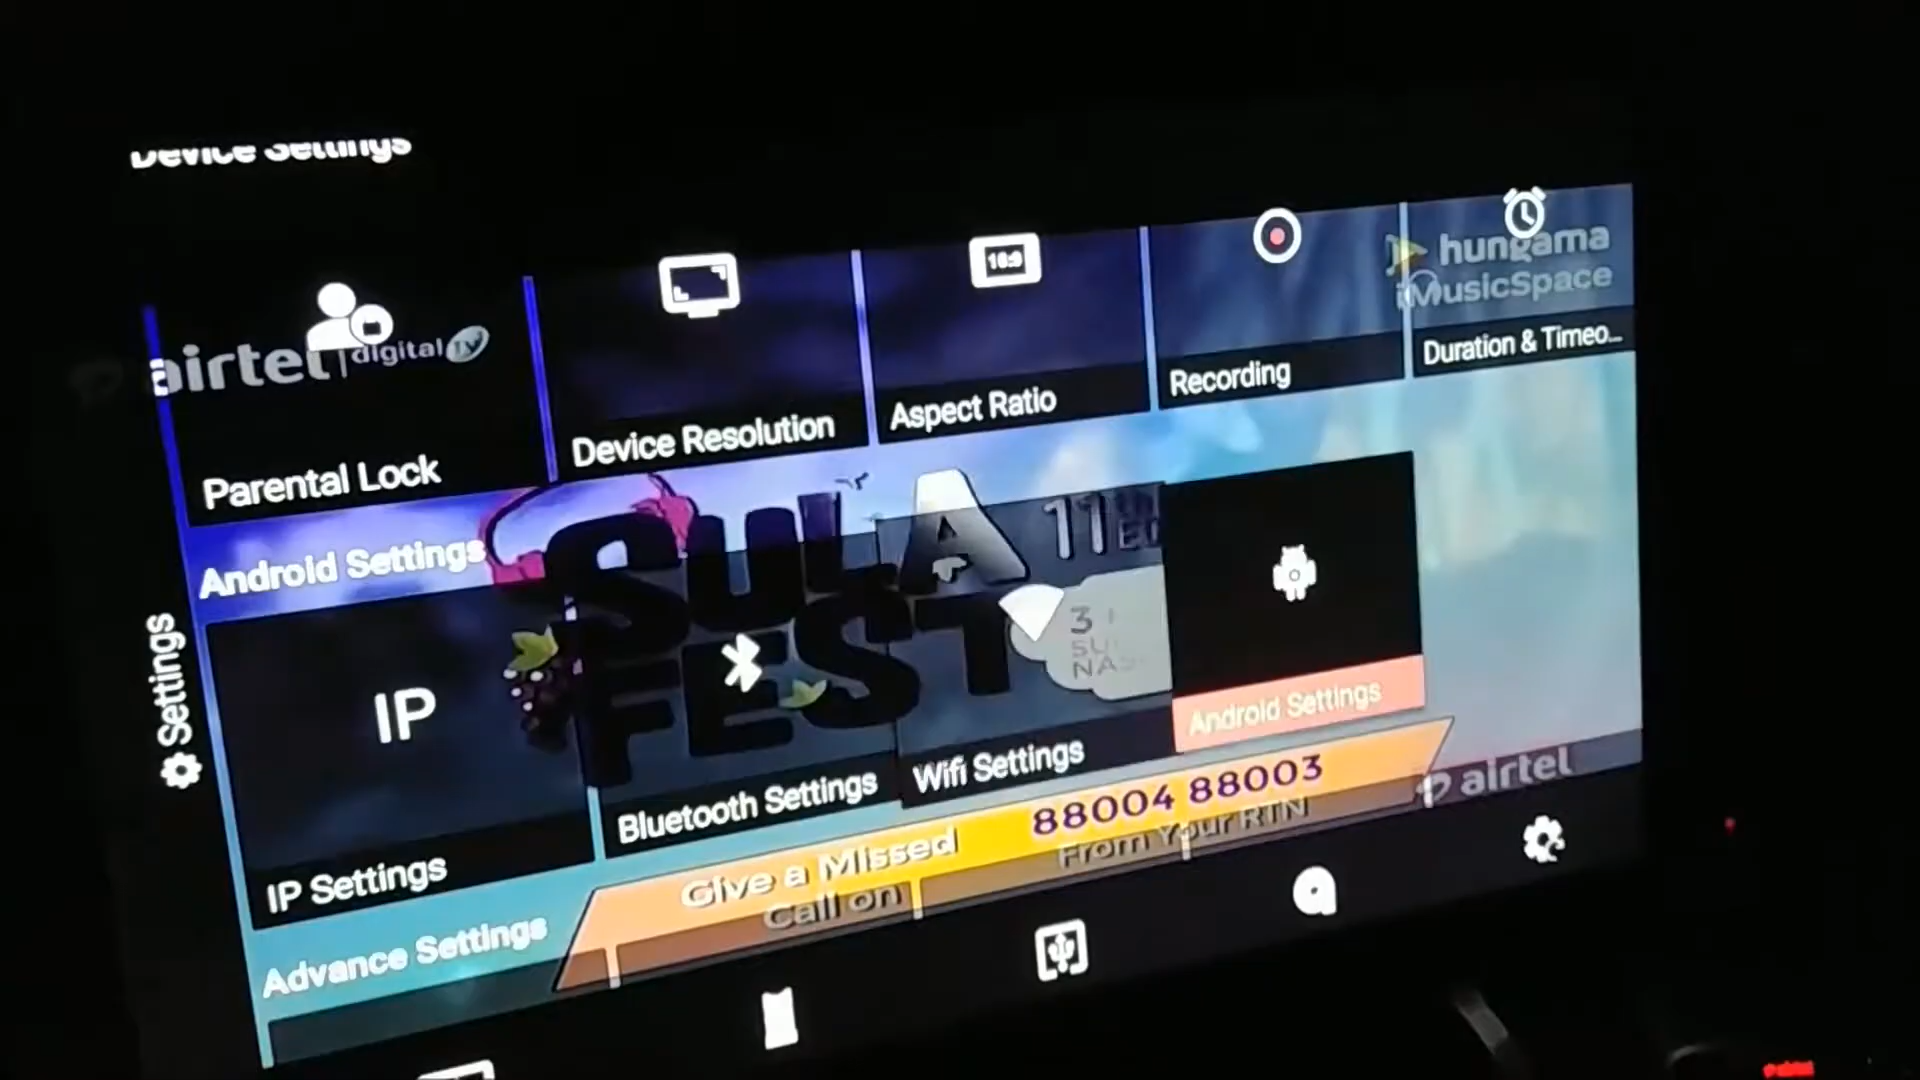 Device Settings
hungama
MusicSpace
16:9
airtel digital TV
Parental Lock
Device Resolution
Aspect Ratio
Recording
Duration & Timeo...
Android Settings
SULA
FEST
11
3
Settings
IP
IP Settings
Bluetooth Settings
Wifi Settings
Android Settings
Give a Missed
Call on
88004 88003
From Your RTN
airtel
Advance Settings